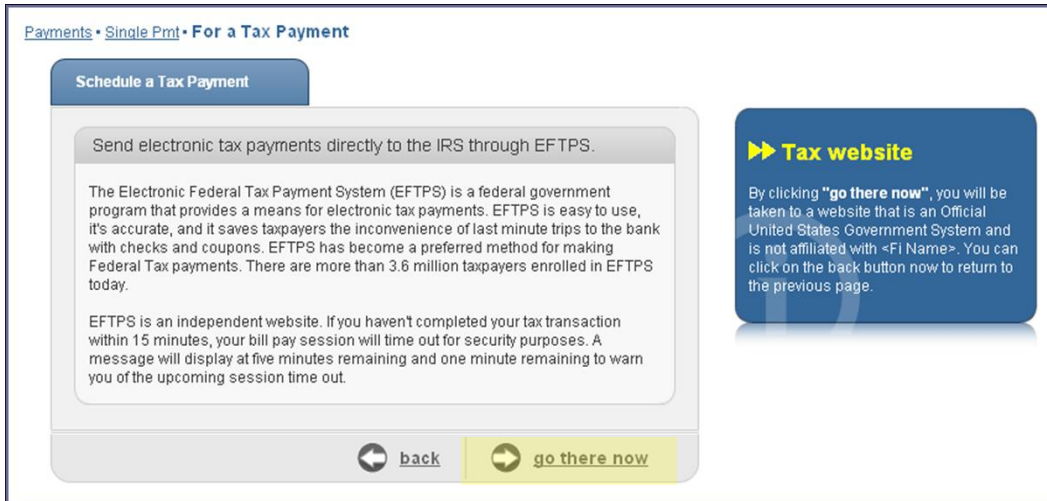 Payments • Single Pmt • For a Tax Payment
Schedule a Tax Payment
Send electronic tax payments directly to the IRS through EFTPS.
The Electronic Federal Tax Payment System (EFTPS) is a federal government
program that provides a means for electronic tax payments. EFTPS is easy to use,
it's accurate, and it saves taxpayers the inconvenience of last minute trips to the bank
with checks and coupons. EFTPS has become a preferred method for making
Federal Tax payments. There are more than 3.6 million taxpayers enrolled in EFTPS
today.
EFTPS is an independent website. If you haven't completed your tax transaction
within 15 minutes, your bill pay session will time out for security purposes. A
message will display at five minutes remaining and one minute remaining to warn
you of the upcoming session time out.
back
go there now
Tax website
By clicking "go there now", you will be
taken to a website that is an Official
United States Government System and
is not affiliated with <Fi Name>. You can
click on the back button now to return to
the previous page.